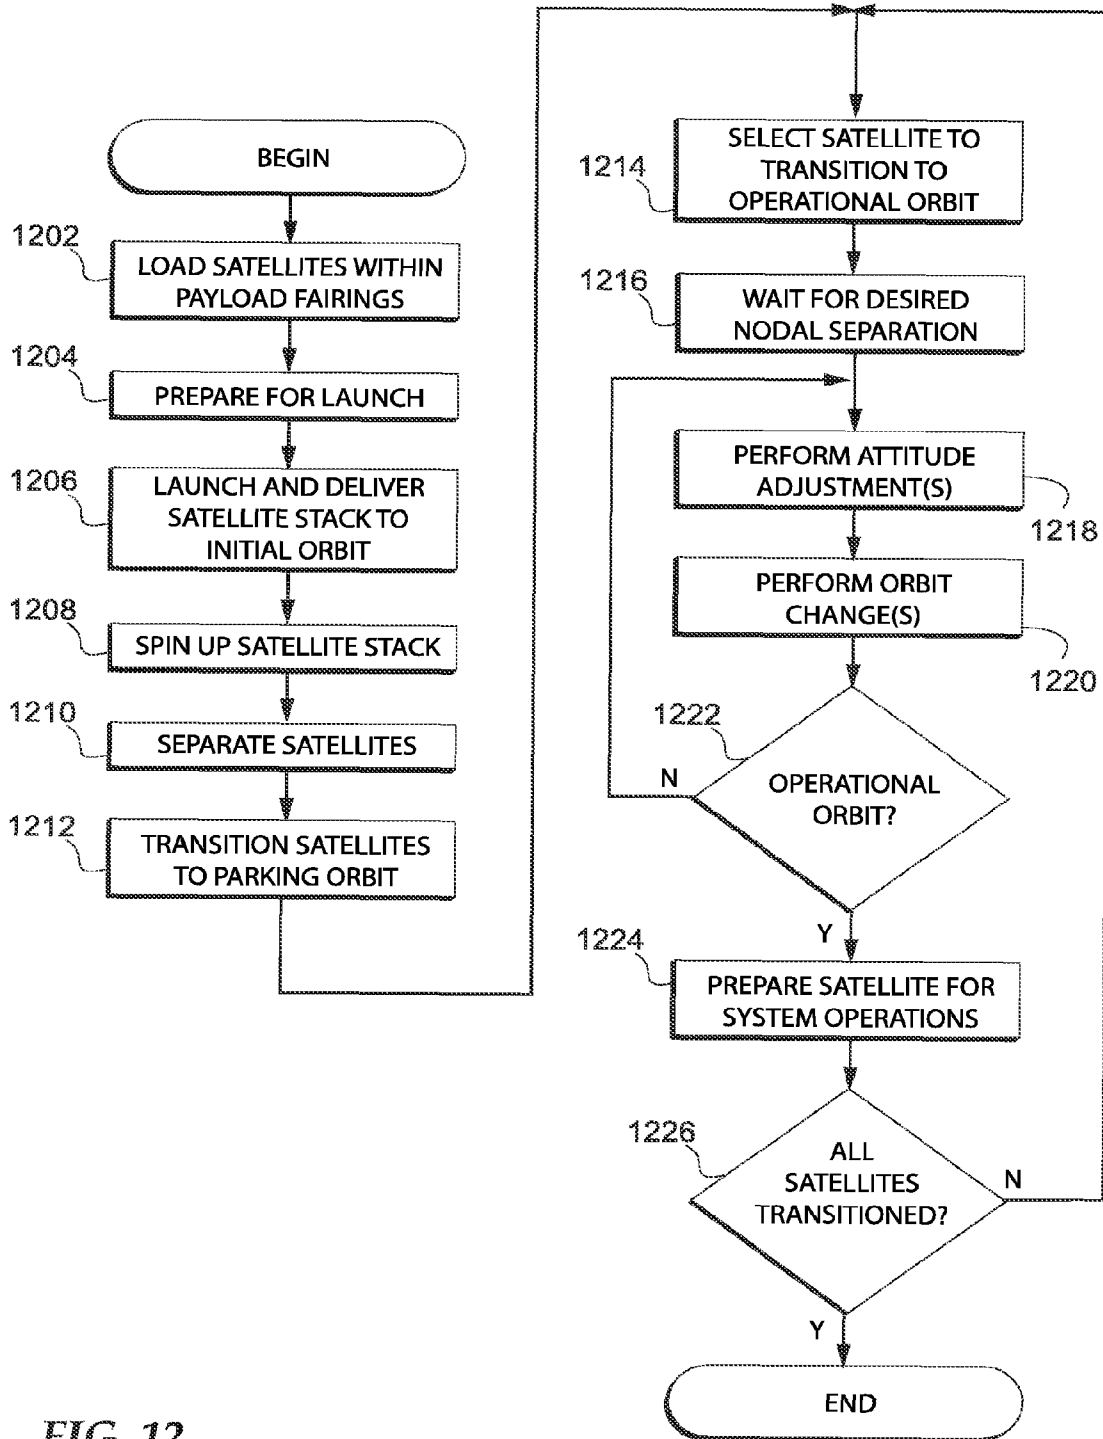 BEGIN
1202
LOAD SATELLITES WITHIN
PAYLOAD FAIRINGS
1204
PREPARE FOR LAUNCH
1206
LAUNCH AND DELIVER
SATELLITE STACK TO
INITIAL ORBIT
1208
SPIN UP SATELLITE STACK
1210
SEPARATE SATELLITES
1212
TRANSITION SATELLITES
TO PARKING ORBIT
1214
SELECT SATELLITE TO
TRANSITION TO
OPERATIONAL ORBIT
1216
WAIT FOR DESIRED
NODAL SEPARATION
PERFORM ATTITUDE
ADJUSTMENT(S)
1218
PERFORM ORBIT
CHANGE(S)
1220
1222
N
OPERATIONAL
ORBIT?
Y
1224
PREPARE SATELLITE FOR
SYSTEM OPERATIONS
1226
ALL
SATELLITES
TRANSITIONED?
N
Y
END
FIG. 12